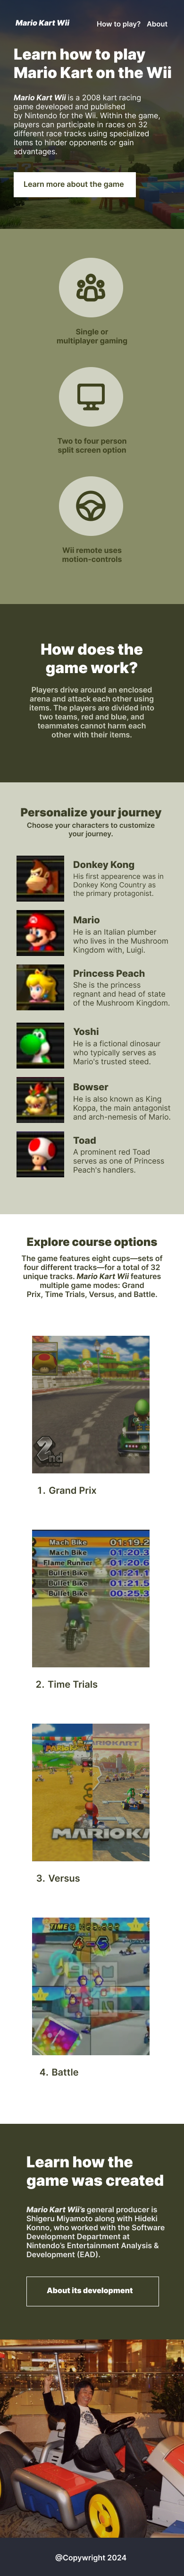 Mario Kart Wii
How to play? About
Learn how to play
Mario Kart on the Wii
Mario Kart Wii is a 2008 kart racing
game developed and published
by Nintendo for the Wii. Within the game,
players can participate in races on 32
different race tracks using specialized
items to hinder opponents or gain
advantages.
Learn more about the game
Single or
multiplayer gaming
Two to four person
split screen option
Wii remote uses
motion-controls
How does the
game work?
Players drive around an enclosed
arena and attack each other using
items. The players are divided into
two teams, red and blue, and
teammates cannot harm each
other with their items.
Personalize your journey
Choose your characters to customize
your journey.
Donkey Kong
His first appearence was in
Donkey Kong Country as
the primary protagonist.
Mario
He is an Italian plumber
who lives in the Mushroom
Kingdom with, Luigi.
Princess Peach
She is the princess
regnant and head of state
of the Mushroom Kingdom.
Yoshi
He is a fictional dinosaur
who typically serves as
Mario's trusted steed.
Bowser
He is also known as King
Koppa, the main antagonist
and arch-nemesis of Mario.
Toad
A prominent red Toad
serves as one of Princess
Peach's handlers.
Explore course options
The game features eight cups—sets of
four different tracks—for a total of 32
unique tracks. Mario Kart Wii features
multiple game modes: Grand
Prix, Time Trials, Versus, and Battle.
2nd
1. Grand Prix
Mach Bike 01:19.2
Mach Bike 01:20.3
Flame Runner 01:20.6
Bullet Bike 01:21.1
Bullet Bike 01:21.5
Bullet Bike 00:25.3
2. Time Trials
MARIOKART
MARIOKA
3. Versus
TIME
4. Battle
Learn how the
game was created
Mario Kart Wii's general producer is
Shigeru Miyamoto along with Hideki
Konno, who worked with the Software
Development Department at
Nintendo's Entertainment Analysis &
Development (EAD).
About its development
@Copywright 2024